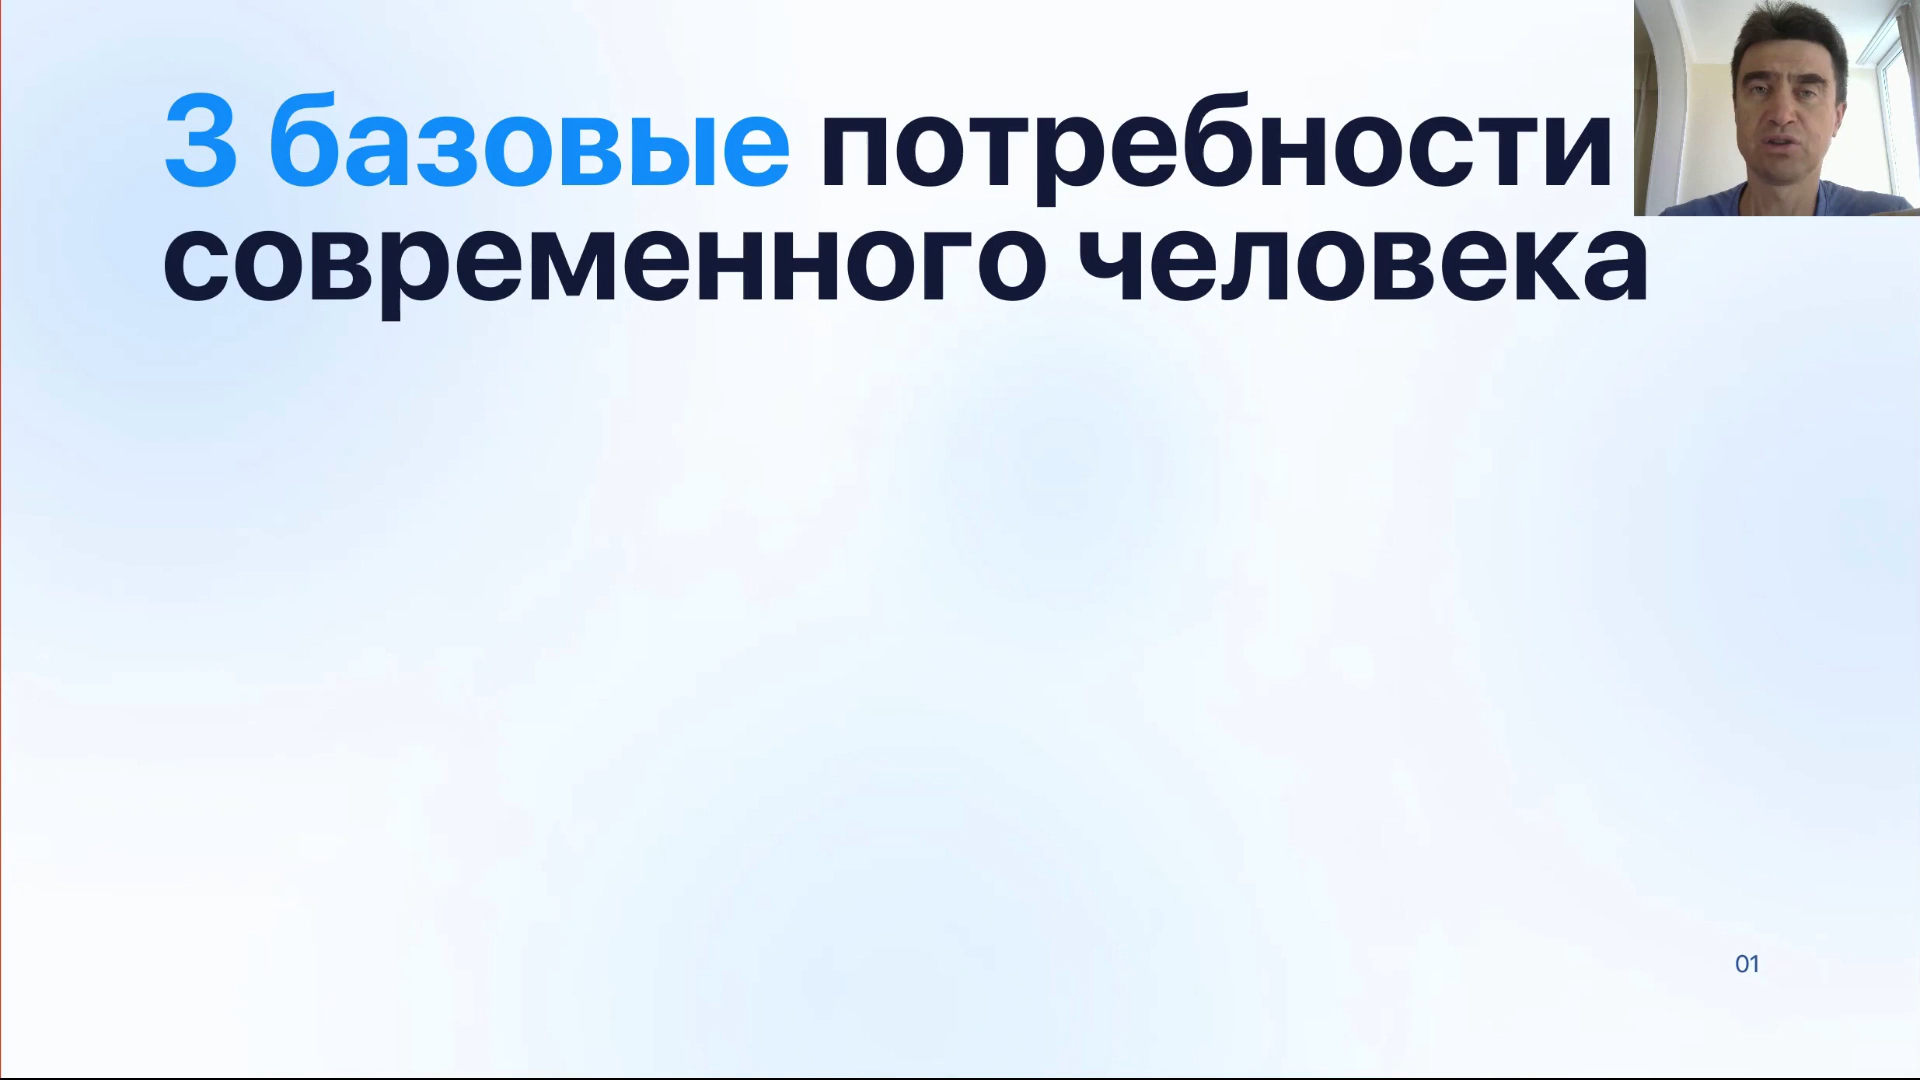 3 базовые потребности
современного человека
01